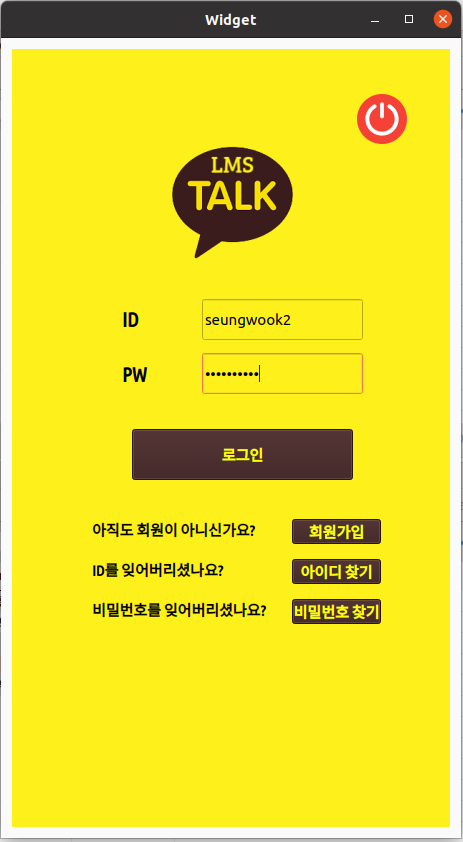 Widget
LMS
TALK
ID
seungwook2
PW
••••••••••
로그인
아직도 회원이 아니신가요?
회원가입
ID를 잊어버리셨나요?
아이디 찾기
비밀번호를 잊어버리셨나요?
비밀번호 찾기